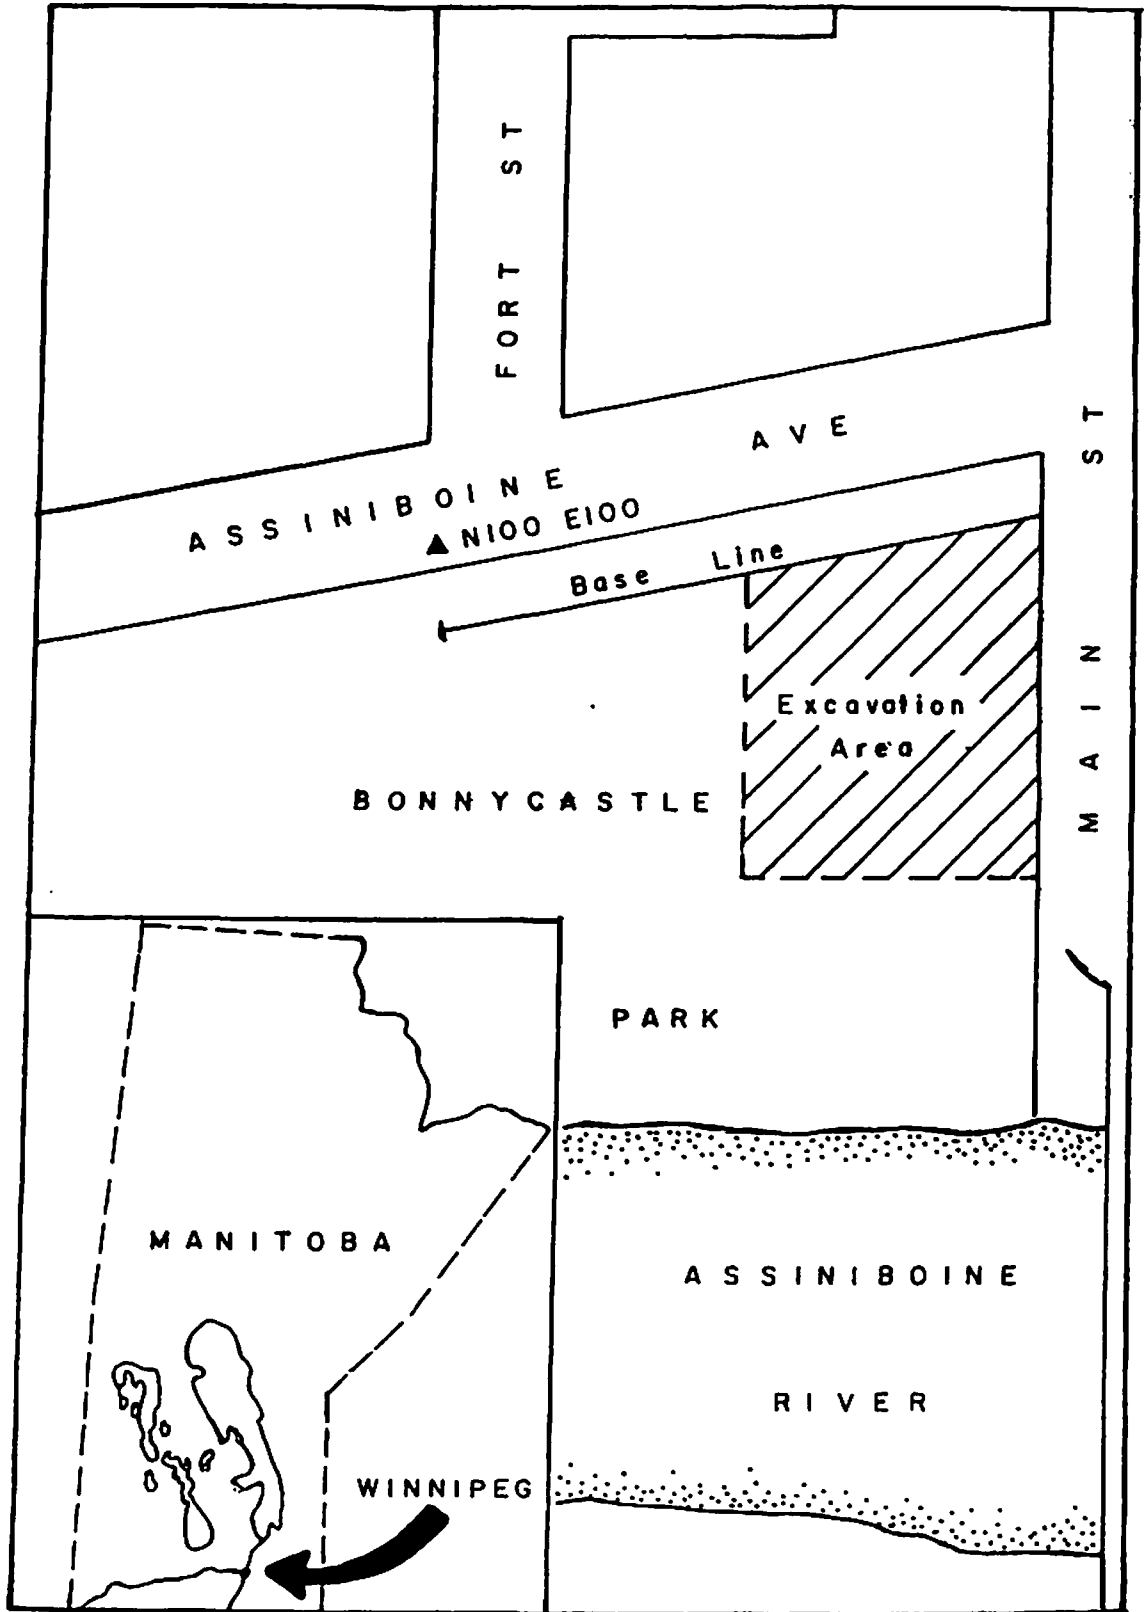 FORT ST
ASSINIBOINE AVE
N100 E100
Base Line
MAIN ST
Excavation
Area
BONNYCASTLE
PARK
MANITOBA
ASSINIBOINE
RIVER
WINNIPEG